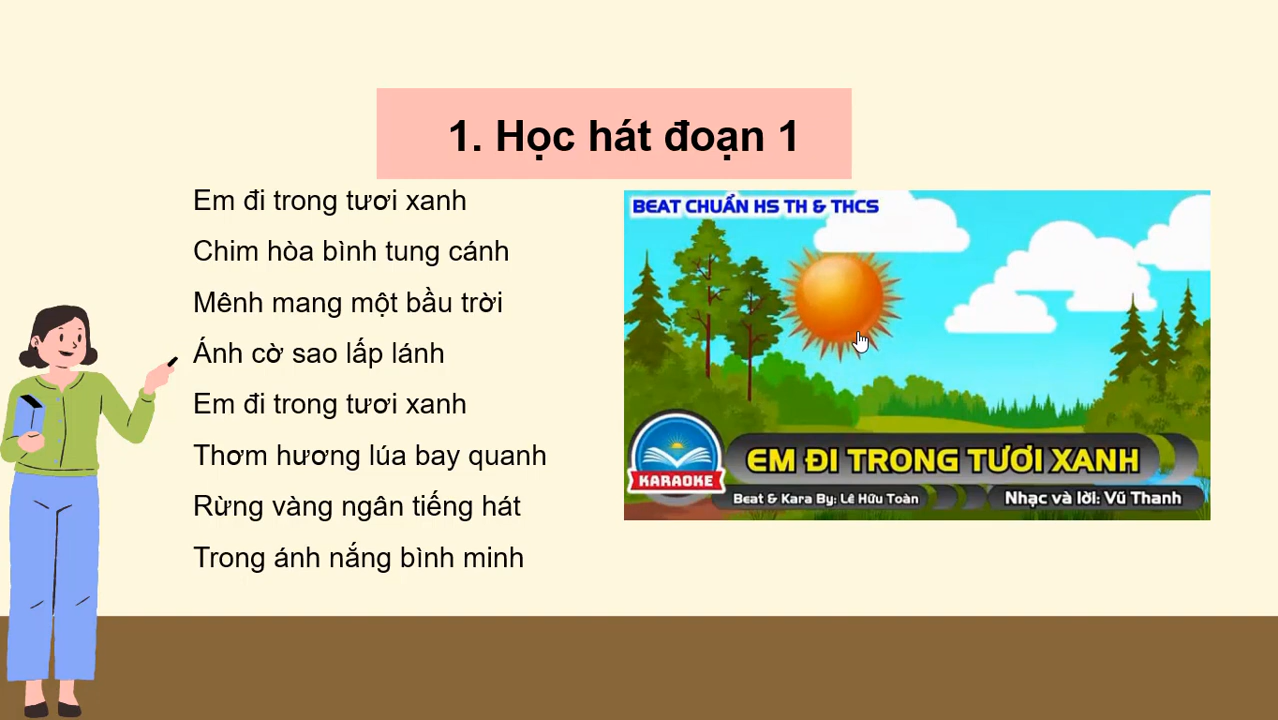 1. Học hát đoạn 1
Em đi trong tươi xanh
Chim hòa bình tung cánh
Mênh mang một bầu trời
Ánh cờ sao lấp lánh
Em đi trong tươi xanh
Thơm hương lúa bay quanh
Rừng vàng ngân tiếng hát
Trong ánh nắng bình minh
BEAT CHUẨN HS TH & THCS
EM ĐI TRONG TƯƠI XANH
KARAOKE
Beat & Kara By: Lê Hữu Toàn
Nhạc và lời: Vũ Thanh